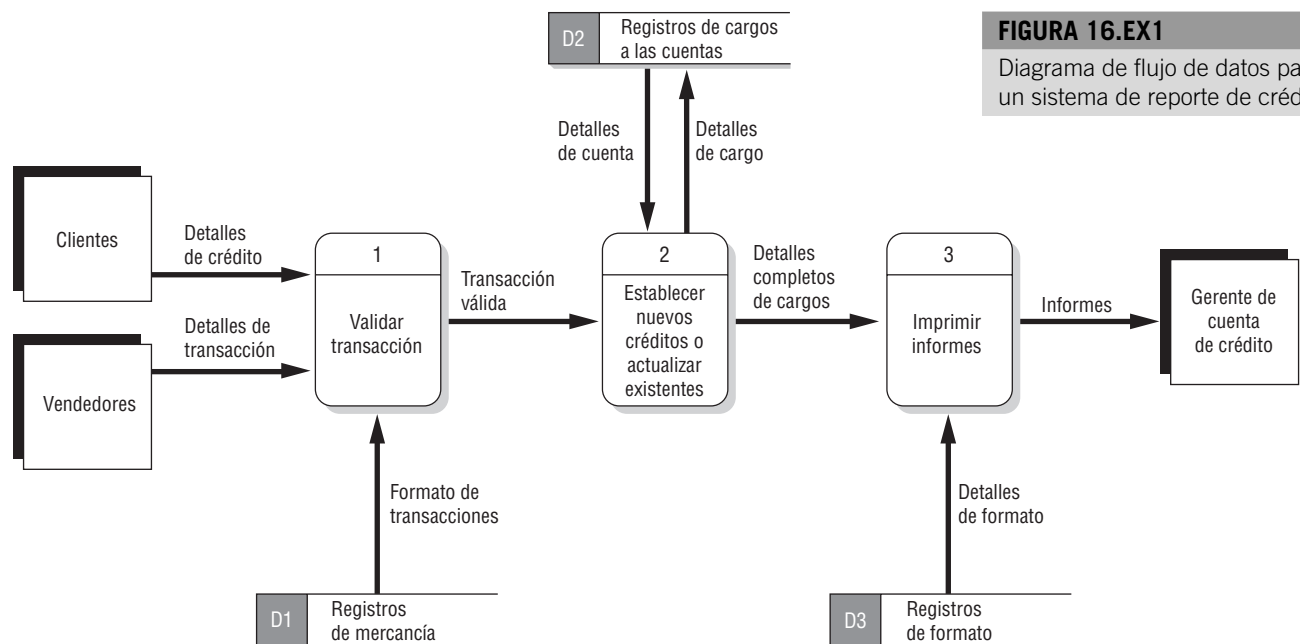 D2
Registros de cargos
a las cuentas
FIGURA 16.EX1
Diagrama de flujo de datos
un sistema de reporte de
Detalles
de cuenta
Detalles
de cargo
Clientes
Detalles
de crédito
1
Validar
transacción
Transacción
válida
2
Establecer
nuevos
créditos o
actualizar
existentes
Detalles
completos
de cargos
3
Imprimir
informes
Informes
Gerente de
cuenta
de crédito
Vendedores
Detalles de
transacción
Formato de
transacciones
Detalles
de formato
D1
Registros
de mercancía
D3
Registros
de formato